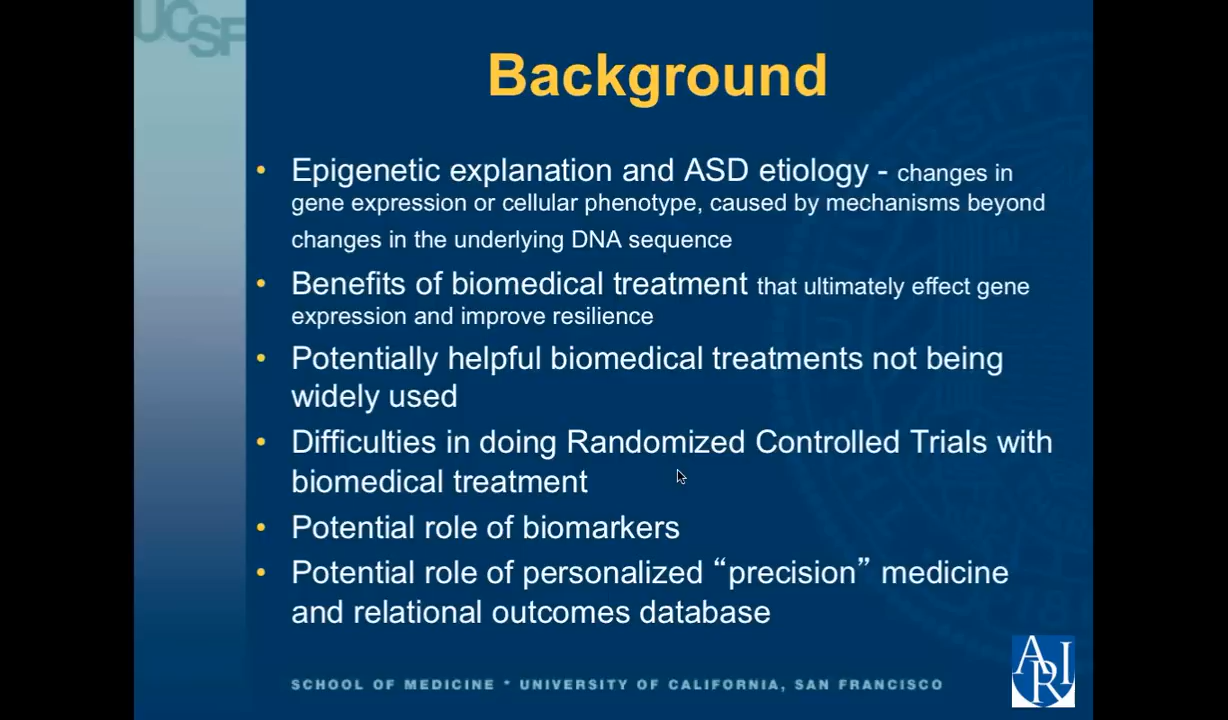 UCSF
Background
• Epigenetic explanation and ASD etiology - changes in
gene expression or cellular phenotype, caused by mechanisms beyond
changes in the underlying DNA sequence
• Benefits of biomedical treatment that ultimately effect gene
expression and improve resilience
• Potentially helpful biomedical treatments not being
widely used
• Difficulties in doing Randomized Controlled Trials with
biomedical treatment
• Potential role of biomarkers
• Potential role of personalized “precision” medicine
and relational outcomes database
SCHOOL OF MEDICINE * UNIVERSITY OF CALIFORNIA, SAN FRANCISCO
ARI